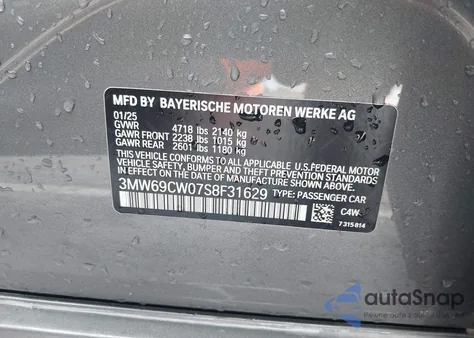 MFD BY BAYERISCHE MOTOREN WERKE AG
01/25
GVWR 4718 lbs 2140 kg
GAWR FRONT 2238 lbs 1015 kg
GAWR REAR 2601 lbs 1180 kg
THIS VEHICLE CONFORMS TO ALL APPLICABLE U.S.FEDERAL MOTOR
VEHICLE SAFETY, BUMPER, AND THEFT PREVENTION STANDARDS IN
EFFECT ON THE DATE OF MANUFACTURE SHOWN ABOVE.
3MW69CW07S8F31629 TYPE: PASSENGER CAR
C4W
7315814
autoSnap